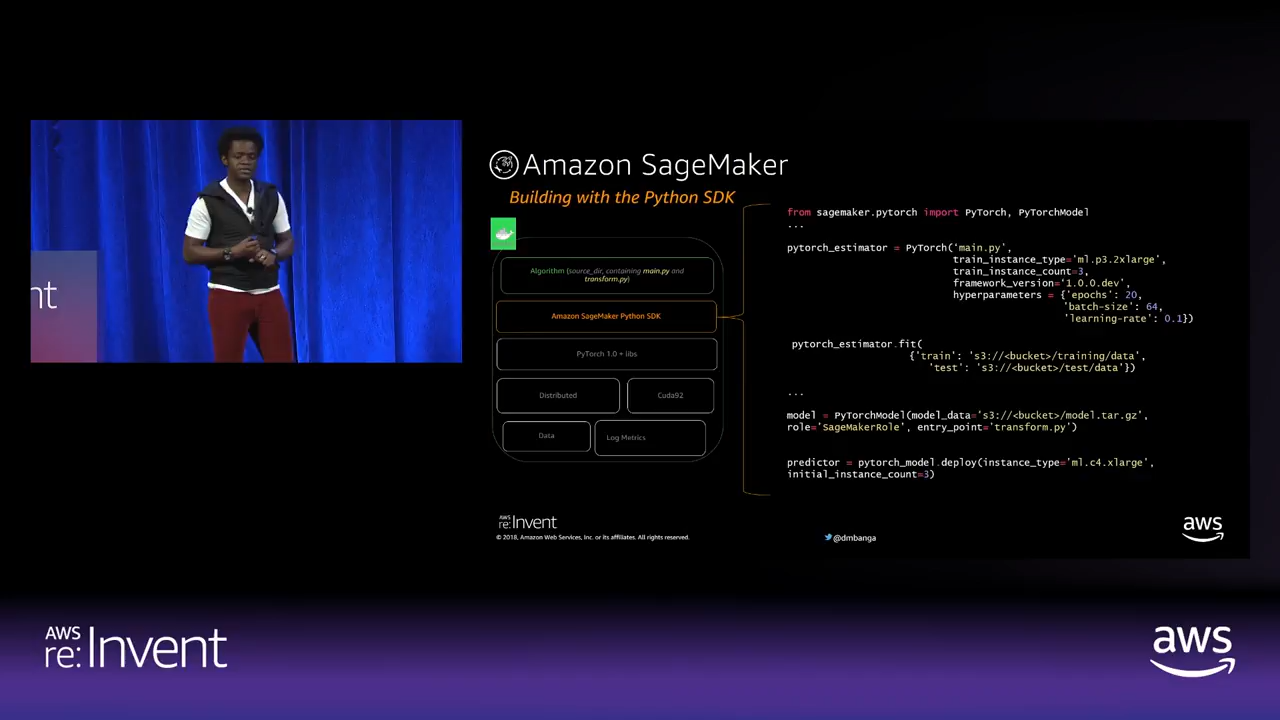 nt
Amazon SageMaker
Building with the Python SDK
Algorithm (source_dir, containing main.py and
transform.py)
Amazon SageMaker Python SDK
PyTorch 1.0 + libs
Distributed
Cuda92
Data
Log Metrics
from sagemaker.pytorch import PyTorch, PyTorchModel
...
pytorch_estimator = PyTorch('main.py',
train_instance_type='ml.p3.2xlarge',
train_instance_count=3,
framework_version='1.0.0.dev',
hyperparameters = {'epochs': 20,
'batch-size': 64,
'learning-rate': 0.1})
pytorch_estimator.fit(
{'train': 's3://<bucket>/training/data',
'test': 's3://<bucket>/test/data'})
...
model = PyTorchModel(model_data='s3://<bucket>/model.tar.gz',
role='SageMakerRole', entry_point='transform.py')
predictor = pytorch_model.deploy(instance_type='ml.c4.xlarge',
initial_instance_count=3)
AWS
re:Invent
© 2018, Amazon Web Services, Inc. or its affiliates. All rights reserved.
@dmbanga
aws
AWS
re:Invent
aws